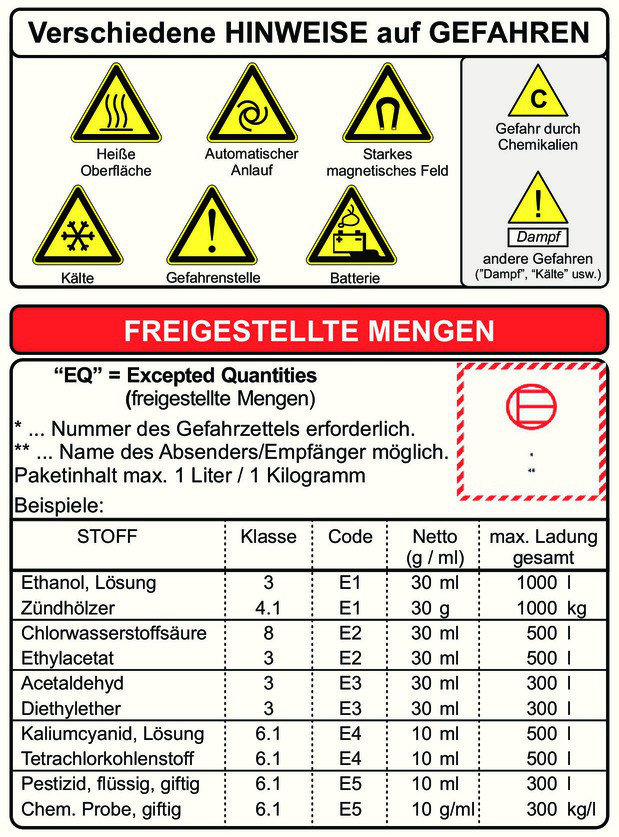 Verschiedene HINWEISE auf GEFAHREN
Heiße
Oberfläche
Automatischer
Anlauf
Starkes
magnetisches Feld
C
Gefahr durch
Chemikalien
Kälte
!
Gefahrenstelle
Batterie
!
Dampf
andere Gefahren
("Dampf", “Kälte" usw.)
FREIGESTELLTE MENGEN
“EQ” = Excepted Quantities
(freigestellte Mengen)
* ... Nummer des Gefahrzettels erforderlich.
** ... Name des Absenders/Empfänger möglich.
Paketinhalt max. 1 Liter / 1 Kilogramm
E
*
**
Beispiele:
STOFF Klasse Code Netto (g / ml) max. Ladung gesamt
Ethanol, Lösung 3 E1 30 ml 1000 l
Zündhölzer 4.1 E1 30 g 1000 kg
Chlorwasserstoffsäure 8 E2 30 ml 500 l
Ethylacetat 3 E2 30 ml 500 l
Acetaldehyd 3 E3 30 ml 300 l
Diethylether 3 E3 30 ml 300 l
Kaliumcyanid, Lösung 6.1 E4 10 ml 500 l
Tetrachlorkohlenstoff 6.1 E4 10 ml 500 l
Pestizid, flüssig, giftig 6.1 E5 10 ml 300 l
Chem. Probe, giftig 6.1 E5 10 g/ml 300 kg/l